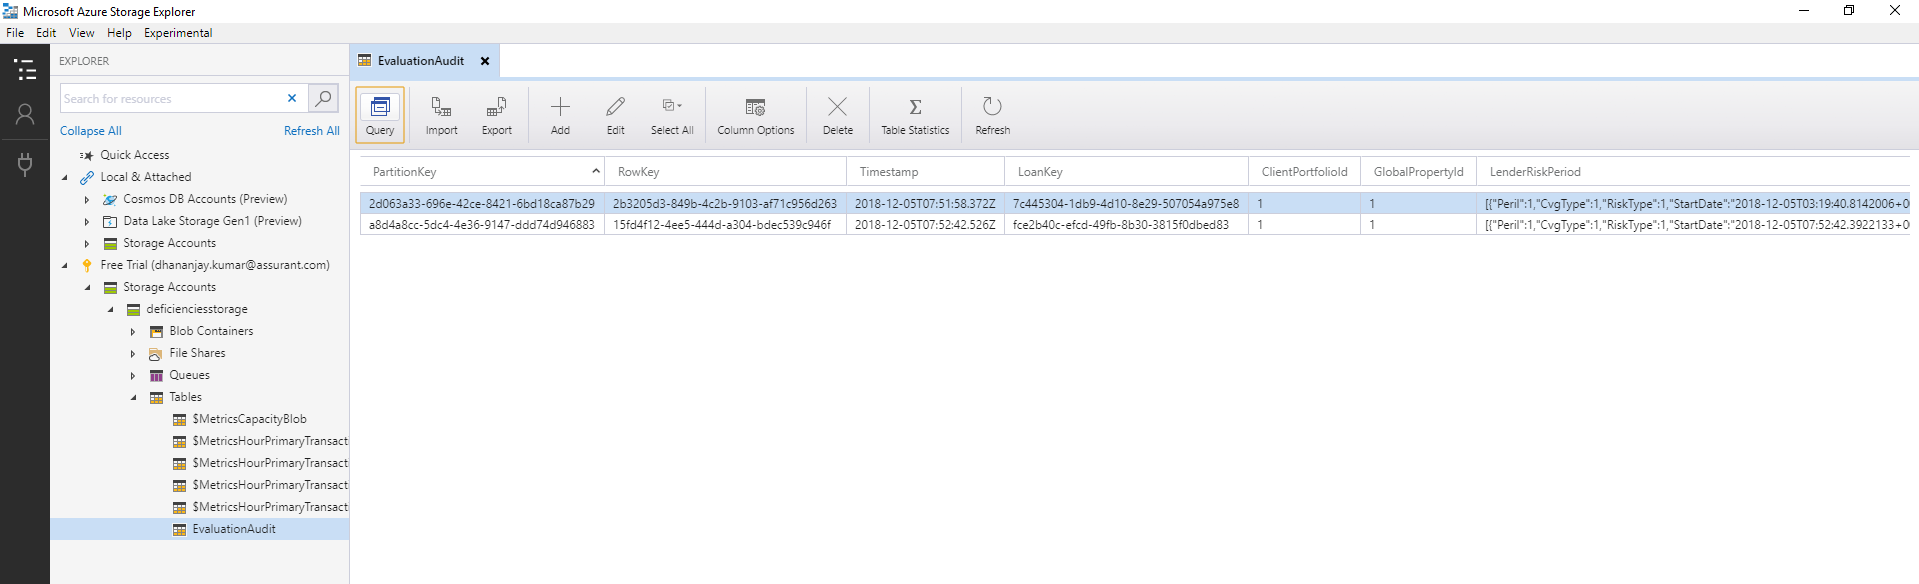 Microsoft Azure Storage Explorer
File Edit View Help Experimental
EXPLORER
Search for resources
Collapse All Refresh All
Quick Access
Local & Attached
Cosmos DB Accounts (Preview)
Data Lake Storage Gen1 (Preview)
Storage Accounts
Free Trial (dhananjay.kumar@assurant.com)
Storage Accounts
deficienciesstorage
Blob Containers
File Shares
Queues
Tables
$MetricsCapacityBlob
$MetricsHourPrimaryTransact
$MetricsHourPrimaryTransact
$MetricsHourPrimaryTransact
$MetricsHourPrimaryTransact
EvaluationAudit
EvaluationAudit
Query Import Export Add Edit Select All Column Options Delete Table Statistics Refresh
PartitionKey RowKey Timestamp LoanKey ClientPortfolioId GlobalPropertyId LenderRiskPeriod
2d063a33-696e-42ce-8421-6bd18ca87b29 2b3205d3-849b-4c2b-9103-af71c956d263 2018-12-05T07:51:58.372Z 7c445304-1db9-4d10-8e29-507054a975e8 1 1 [{"Peril":1,"CvgType":1,"RiskType":1,"StartDate":"2018-12-05T03:19:40.8142006+0
a8d4a8cc-5dc4-4e36-9147-ddd74d946883 15fd4f12-4ee5-444d-a304-bdec539c946f 2018-12-05T07:52:42.526Z fce2b40c-efcd-49fb-8b30-3815f0dbed83 1 1 [{"Peril":1,"CvgType":1,"RiskType":1,"StartDate":"2018-12-05T07:52:42.3922133+0